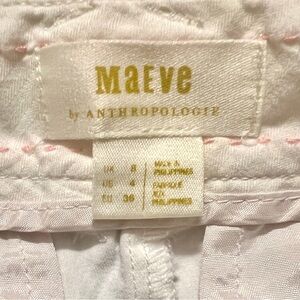 MaEve
by ANTHROPOLOGIE
UK 8
US 4
EU 36
MADE IN
PHILIPPINES
FABRIQUÉ
AUX
PHILIPPINES